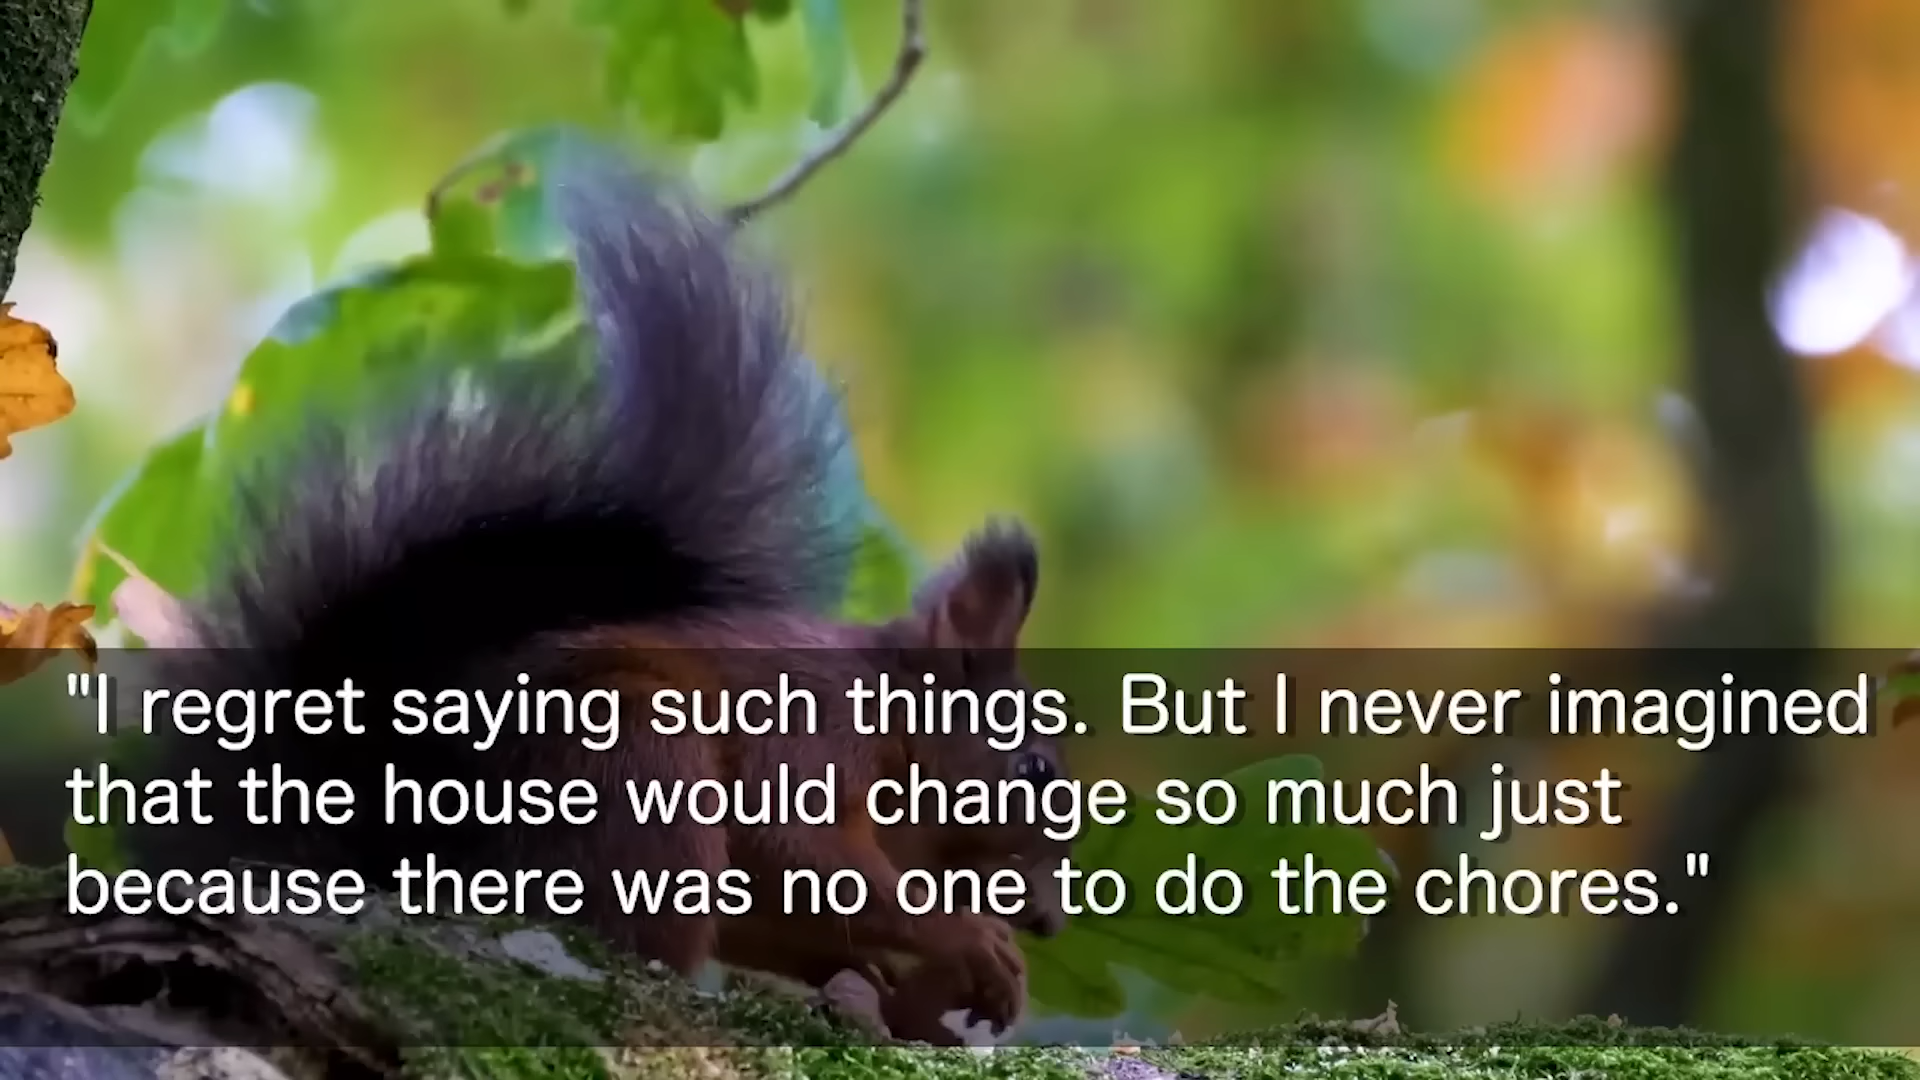 "I regret saying such things. But I never imagined
that the house would change so much just
because there was no one to do the chores."